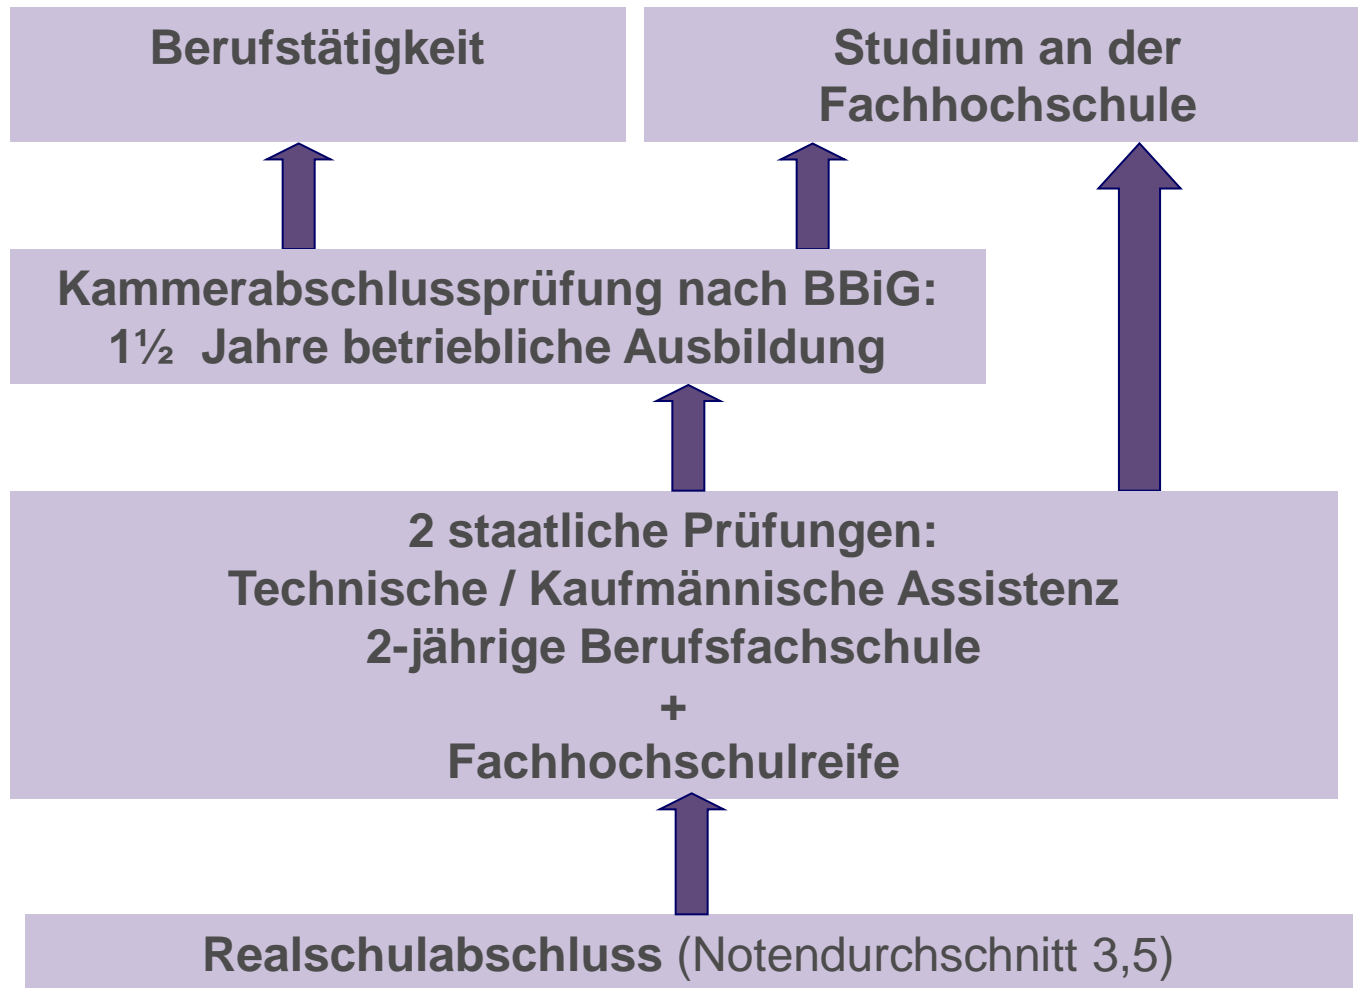 Berufstätigkeit
Studium an der
Fachhochschule
Kammerabschlussprüfung nach BBiG:
1½ Jahre betriebliche Ausbildung
2 staatliche Prüfungen:
Technische / Kaufmännische Assistenz
2-jährige Berufsfachschule
+
Fachhochschulreife
Realschulabschluss (Notendurchschnitt 3,5)